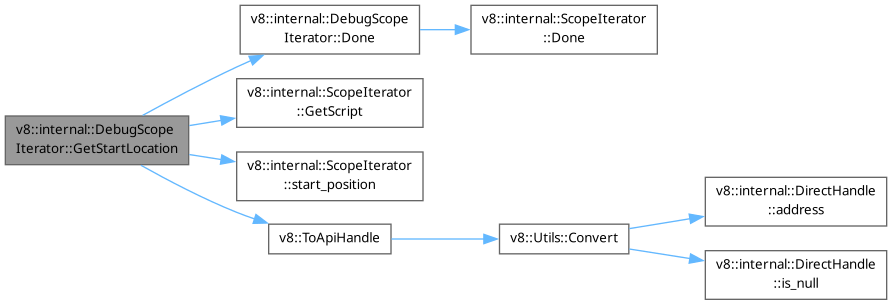 v8::internal::DebugScope
Iterator::GetStartLocation
v8::internal::DebugScope
Iterator::Done
v8::internal::ScopeIterator
::Done
v8::internal::ScopeIterator
::GetScript
v8::internal::ScopeIterator
::start_position
v8::ToApiHandle
v8::Utils::Convert
v8::internal::DirectHandle
::address
v8::internal::DirectHandle
::is_null